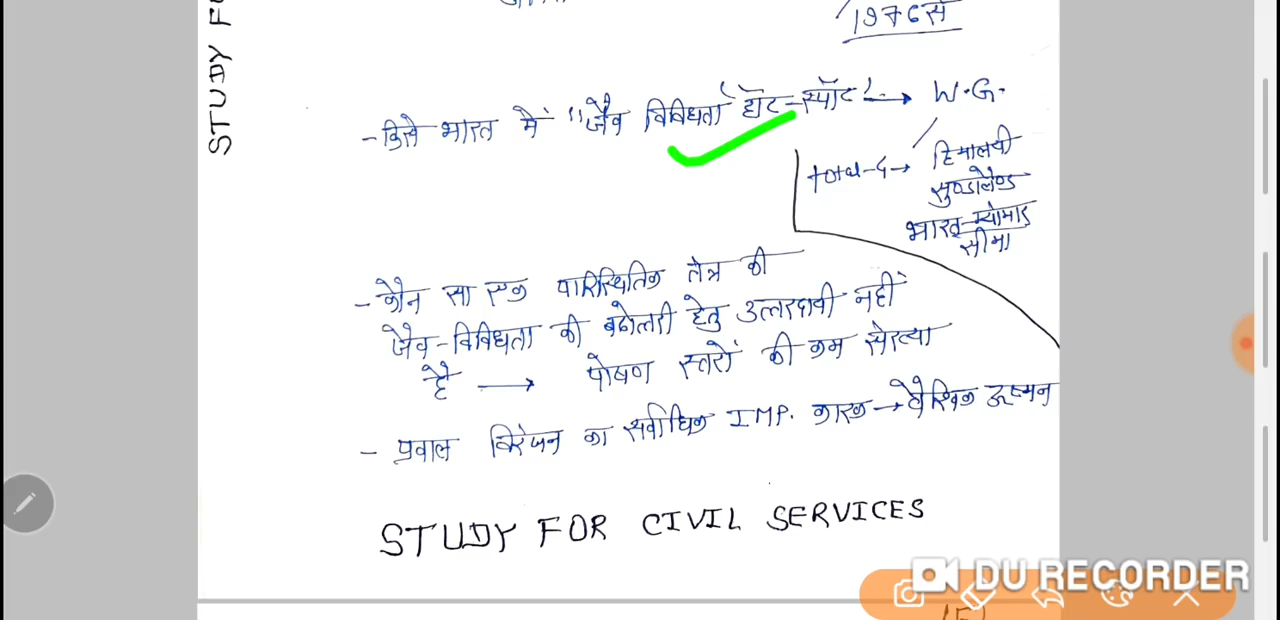 STUDY F
1976से
- किसे भारत में "जैव विविधता 'हॉट-स्पॉट' → W.G.
total-4 → हिमालयी
सुण्डालैण्ड
भारत-म्यांमार
सीमा
- कौन सा एक पारिस्थितिक तंत्र की
जैव-विविधता की बढोतरी हेतु उत्तरदायी नहीं
है → पोषण स्तरों की कम संख्या
- प्रवाल विरंजन का सर्वाधिक IMP. कारक → वैश्विक ऊष्मन
STUDY FOR CIVIL SERVICES
DU RECORDER